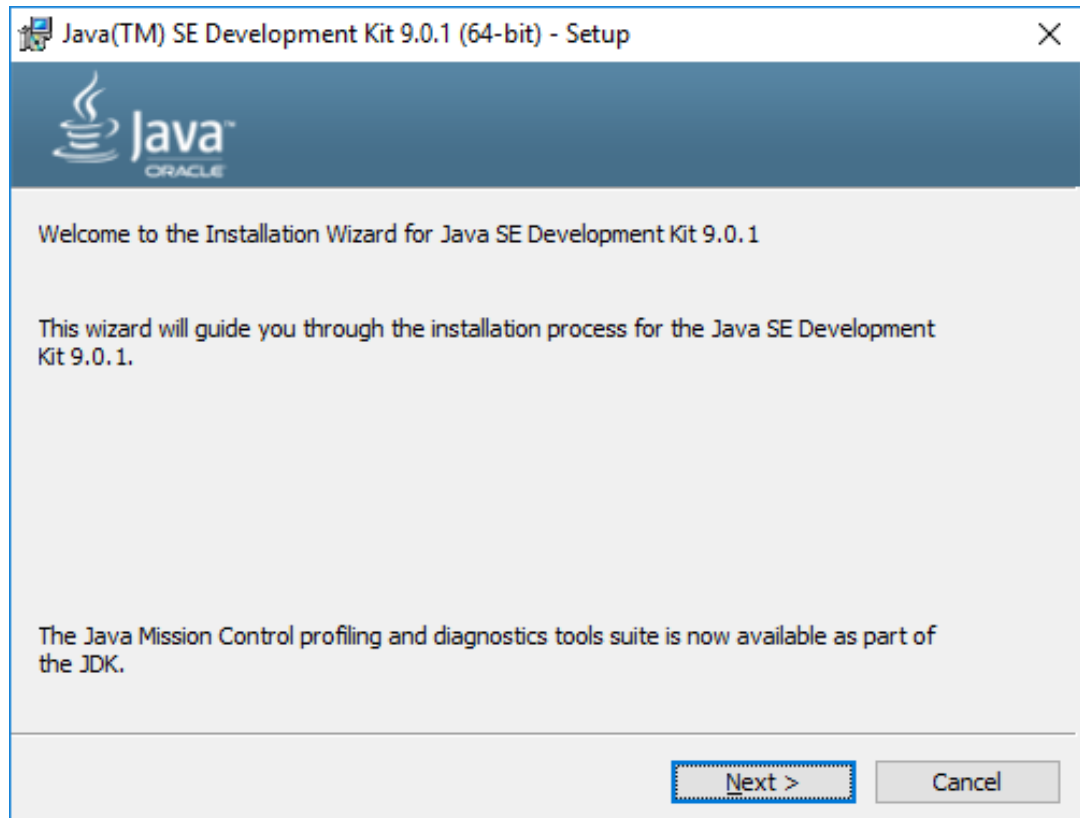 Java(TM) SE Development Kit 9.0.1 (64-bit) - Setup
Java™
ORACLE
Welcome to the Installation Wizard for Java SE Development Kit 9.0.1
This wizard will guide you through the installation process for the Java SE Development
Kit 9.0.1.
The Java Mission Control profiling and diagnostics tools suite is now available as part of
the JDK.
Next >
Cancel